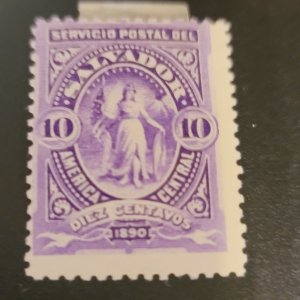 SERVICIO POSTAL DEL
SALVADOR
10 10
AMERICA CENTRAL
DIEZ CENTAVOS
1890